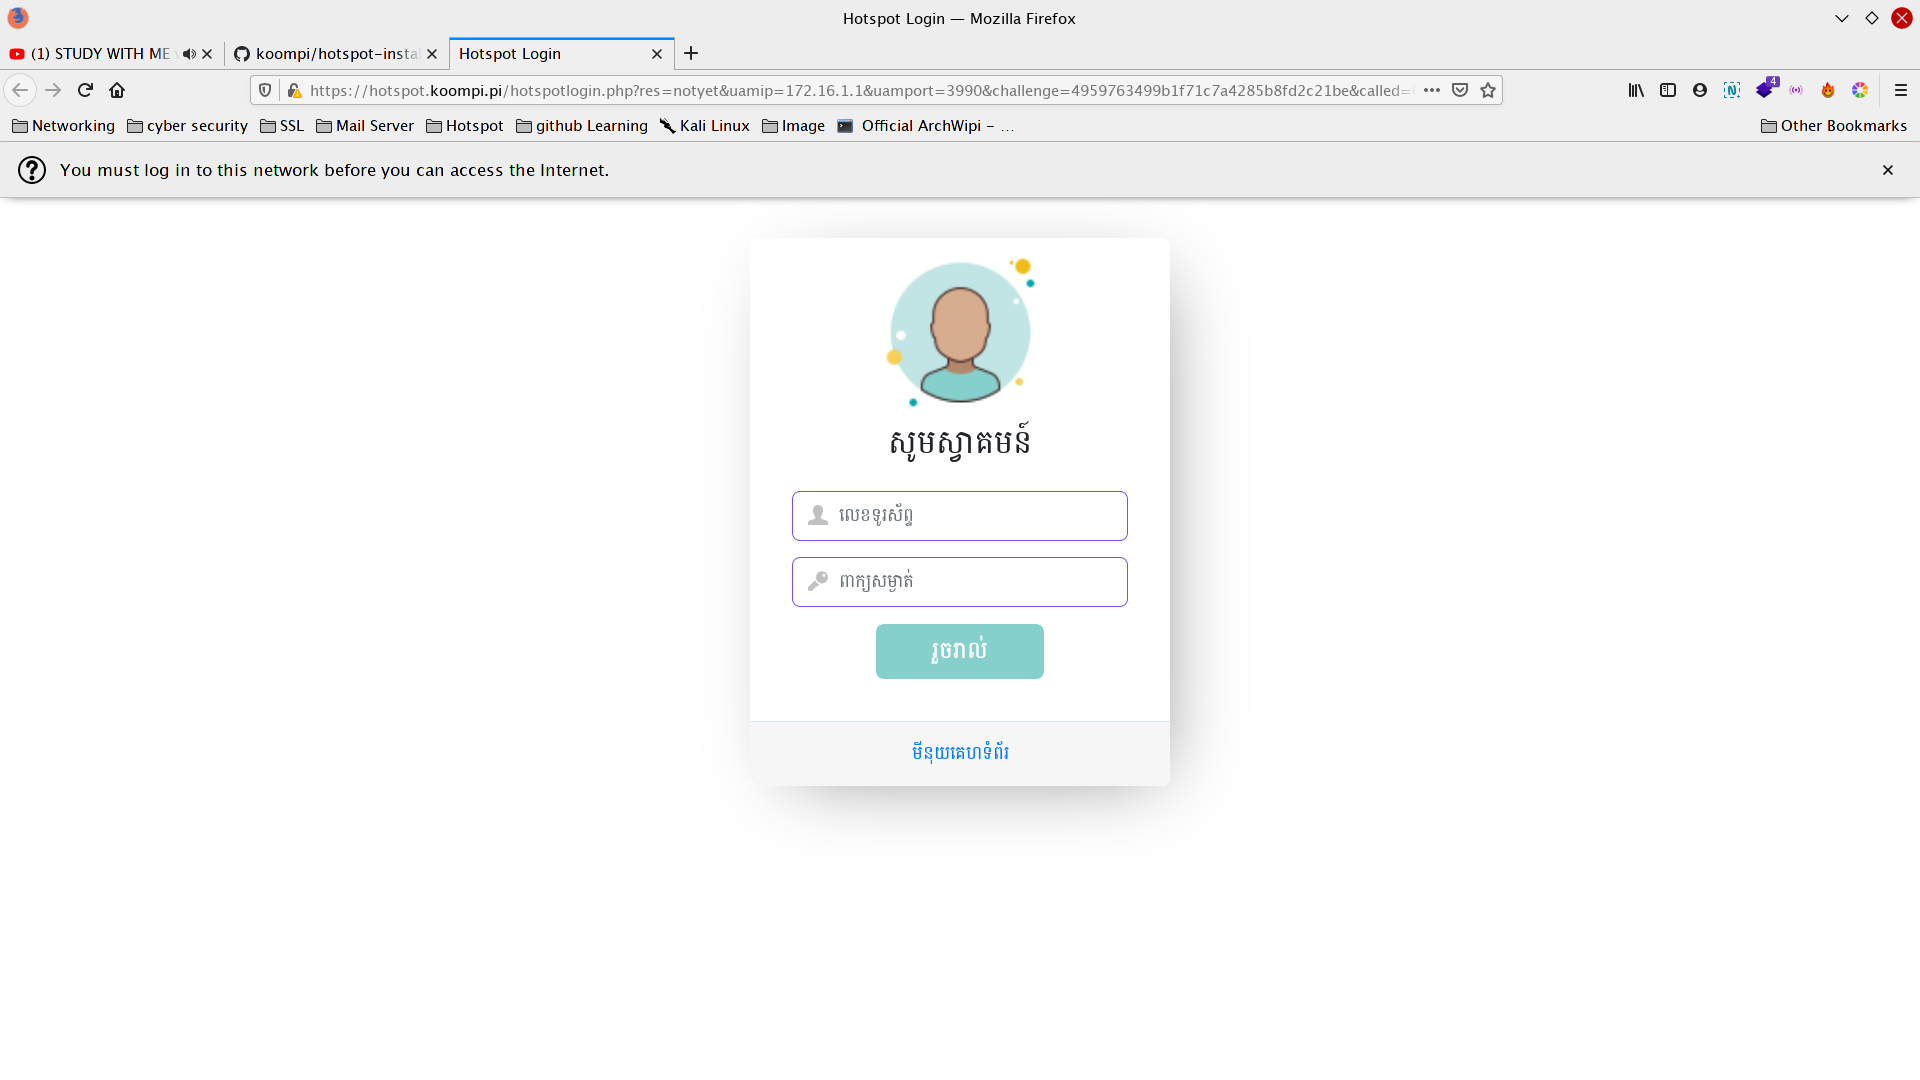 Hotspot Login — Mozilla Firefox
(1) STUDY WITH ME
koompi/hotspot-insta
Hotspot Login
https://hotspot.koompi.pi/hotspotlogin.php?res=notyet&uamip=172.16.1.1&uamport=3990&challenge=4959763499b1f71c7a4285b8fd2c21be&called=
4
Networking
cyber security
SSL
Mail Server
Hotspot
github Learning
Kali Linux
Image
Official ArchWipi - ...
Other Bookmarks
You must log in to this network before you can access the Internet.
សូមស្វាគមន៍
លេខទូរស័ព្ទ
ពាក្យសម្ងាត់
រួចរាល់
មីនុយគេហទំព័រ